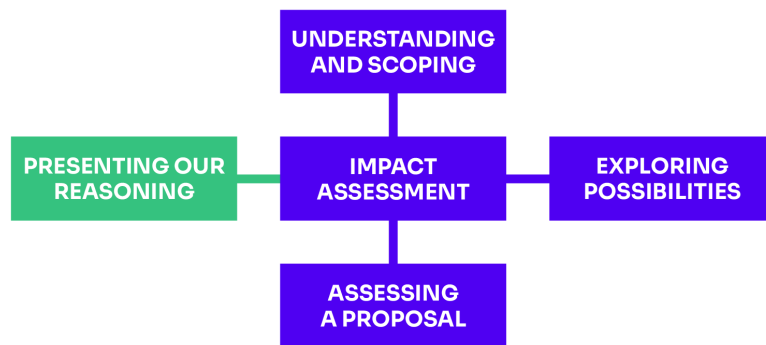 UNDERSTANDING
AND SCOPING
PRESENTING OUR
REASONING
IMPACT
ASSESSMENT
EXPLORING
POSSIBILITIES
ASSESSING
A PROPOSAL